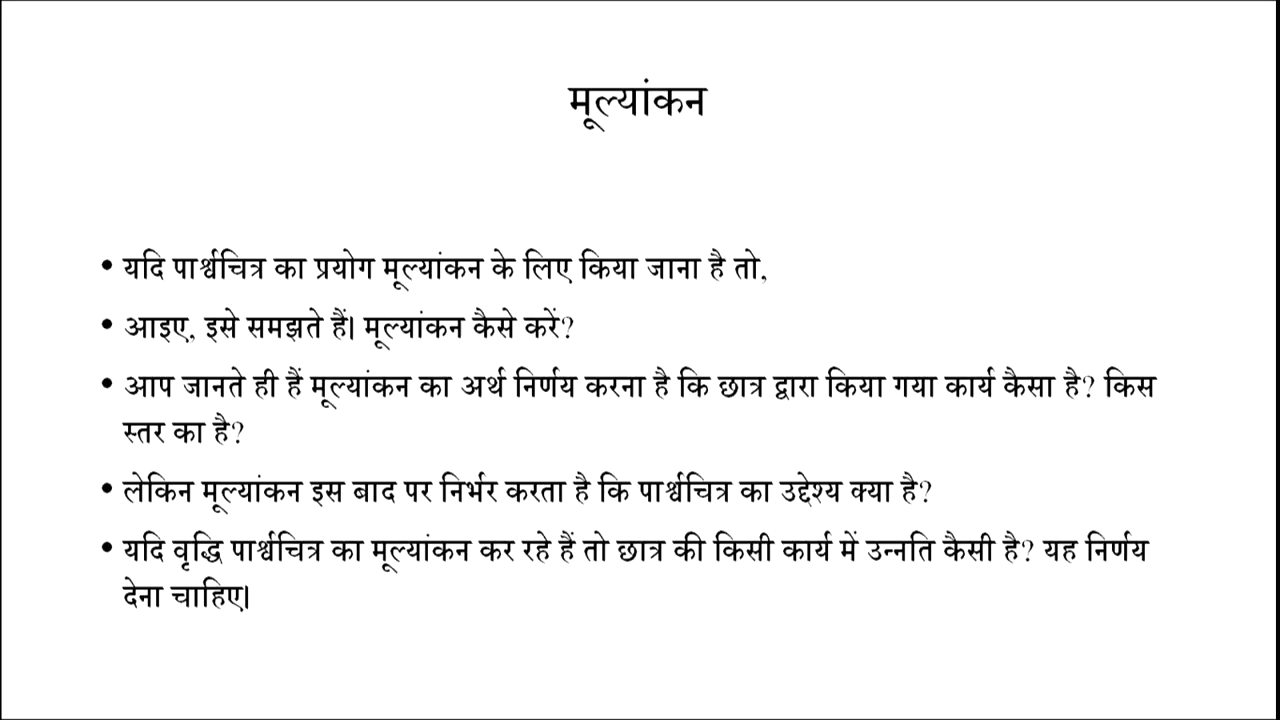 मूल्यांकन
• यदि पार्श्वचित्र का प्रयोग मूल्यांकन के लिए किया जाना है तो,
• आइए, इसे समझते हैं। मूल्यांकन कैसे करें?
• आप जानते ही हैं मूल्यांकन का अर्थ निर्णय करना है कि छात्र द्वारा किया गया कार्य कैसा है? किस
स्तर का है?
• लेकिन मूल्यांकन इस बाद पर निर्भर करता है कि पार्श्वचित्र का उद्देश्य क्या है?
• यदि वृद्धि पार्श्वचित्र का मूल्यांकन कर रहे हैं तो छात्र की किसी कार्य में उन्नति कैसी है? यह निर्णय
देना चाहिए।